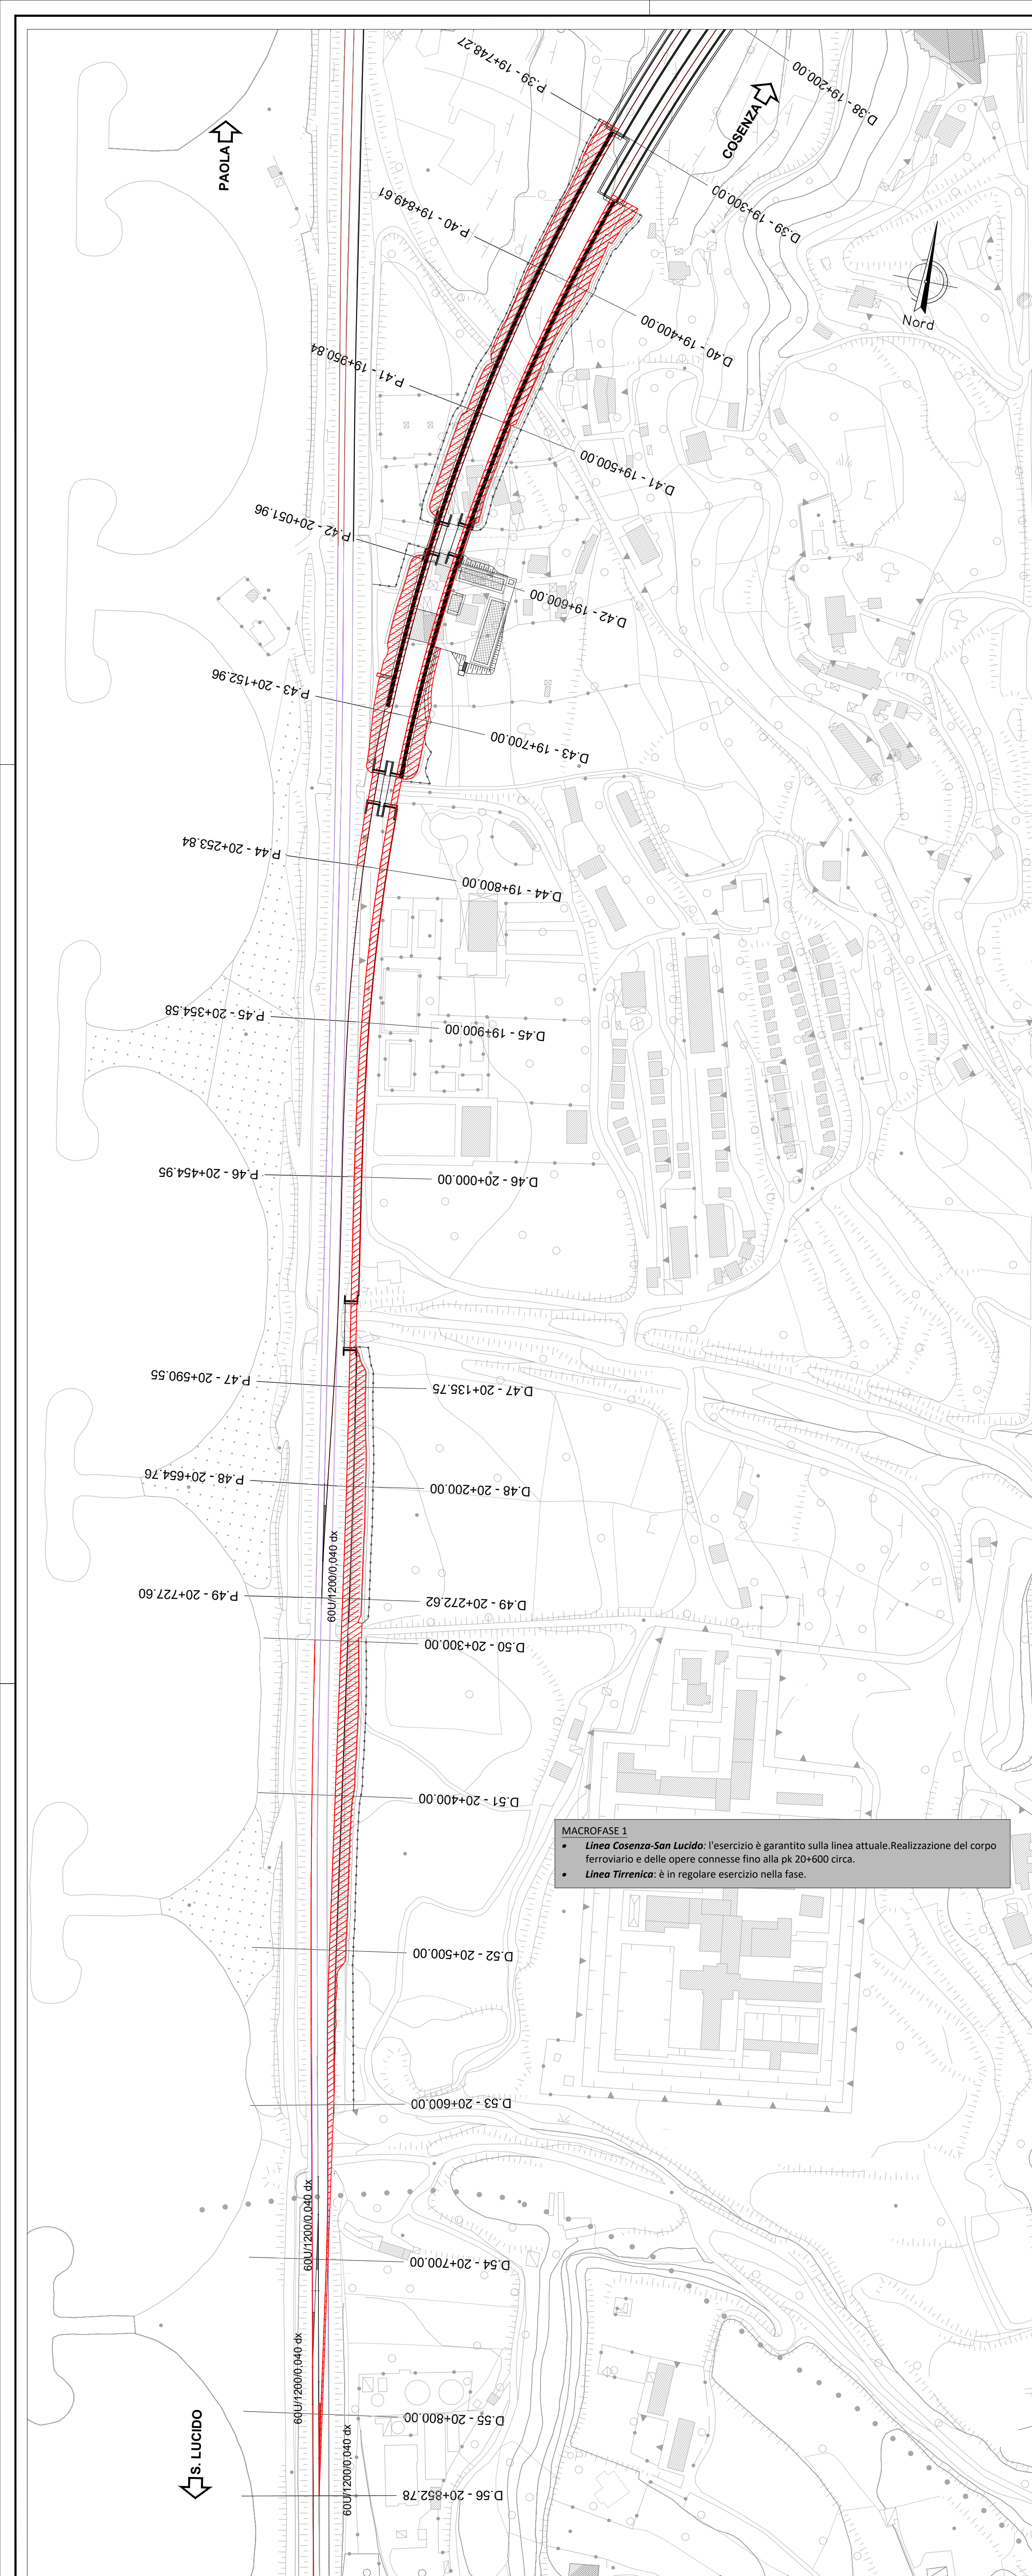 P.39 - 19+748.27
D.38 - 19+200.00
COSENZA
PAOLA
P.40 - 19+849.61
D.39 - 19+300.00
Nord
D.40 - 19+400.00
P.41 - 19+950.84
D.41 - 19+500.00
P.42 - 20+051.96
D.42 - 19+600.00
P.43 - 20+152.96
D.43 - 19+700.00
P.44 - 20+253.84
D.44 - 19+800.00
P.45 - 20+354.58
D.45 - 19+900.00
P.46 - 20+454.95
D.46 - 20+000.00
P.47 - 20+590.55
D.47 - 20+135.75
P.48 - 20+654.76
D.48 - 20+200.00
60U/1200/0,040 dx
P.49 - 20+727.60
D.49 - 20+272.62
D.50 - 20+300.00
D.51 - 20+400.00
MACROFASE 1
• Linea Cosenza-San Lucido: l'esercizio è garantito sulla linea attuale.Realizzazione del corpo
ferroviario e delle opere connesse fino alla pk 20+600 circa.
• Linea Tirrenica: è in regolare esercizio nella fase.
D.52 - 20+500.00
D.53 - 20+600.00
60U/1200/0,040 dx
D.54 - 20+700.00
60U/1200/0,040 dx
D.55 - 20+800.00
S. LUCIDO
60U/1200/0,040 dx
D.56 - 20+852.78